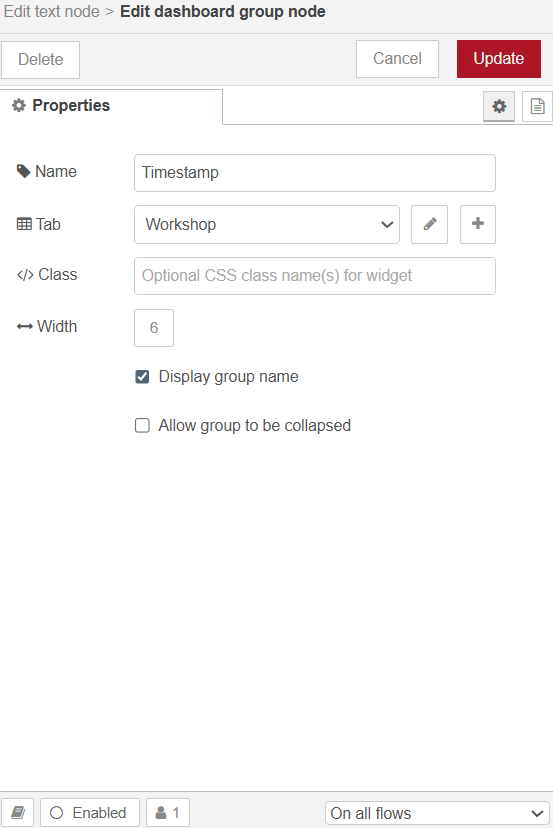 Edit text node > Edit dashboard group node
Delete
Cancel
Update
Properties
Name
Timestamp
Tab
Workshop
</> Class
Optional CSS class name(s) for widget
Width
6
Display group name
Allow group to be collapsed
Enabled
1
On all flows